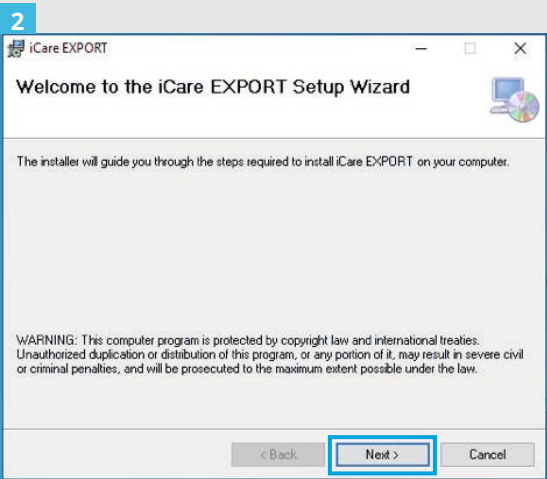 2
iCare EXPORT
Welcome to the iCare EXPORT Setup Wizard
The installer will guide you through the steps required to install iCare EXPORT on your computer.
WARNING: This computer program is protected by copyright law and international treaties.
Unauthorized duplication or distribution of this program, or any portion of it, may result in severe civil
or criminal penalties, and will be prosecuted to the maximum extent possible under the law.
< Back Next > Cancel